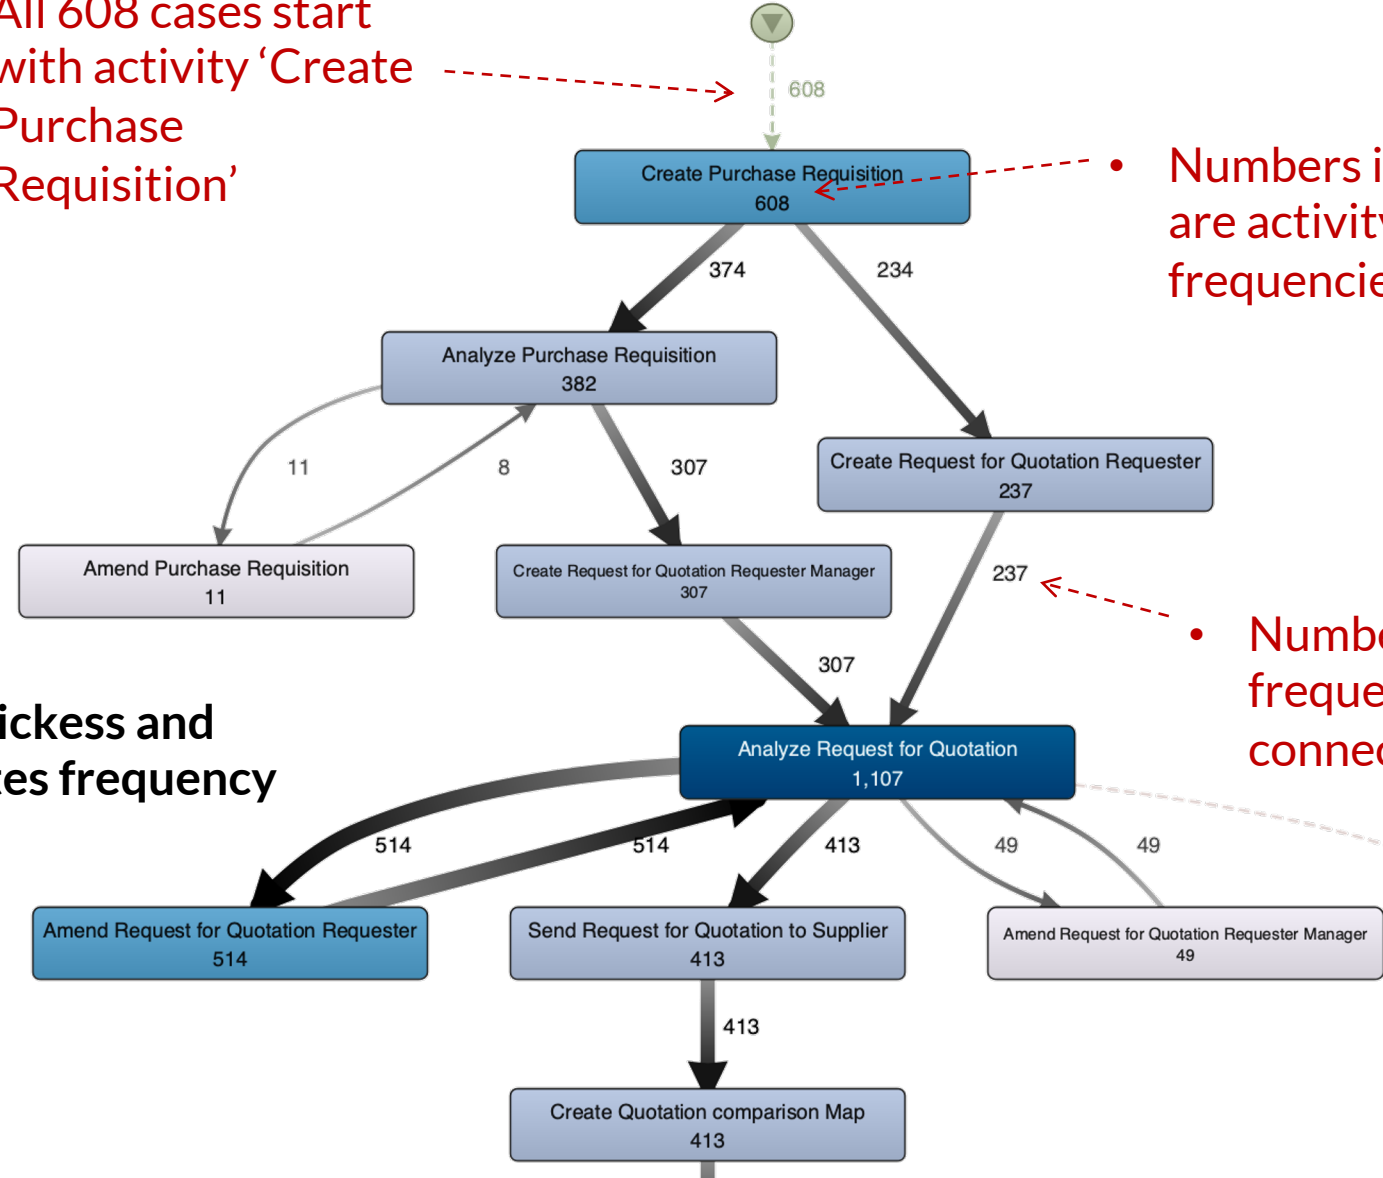 All 608 cases start
with activity ‘Create
Purchase
Requisition’
608
Create Purchase Requisition
608
• Numbers i
are activity
frequencie
374
234
Analyze Purchase Requisition
382
11
8
307
Create Request for Quotation Requester
237
Amend Purchase Requisition
11
Create Request for Quotation Requester Manager
307
237
• Numbe
freque
connec
307
ickess and
tes frequency
Analyze Request for Quotation
1,107
514
514
413
49
49
Amend Request for Quotation Requester
514
Send Request for Quotation to Supplier
413
Amend Request for Quotation Requester Manager
49
413
Create Quotation comparison Map
413